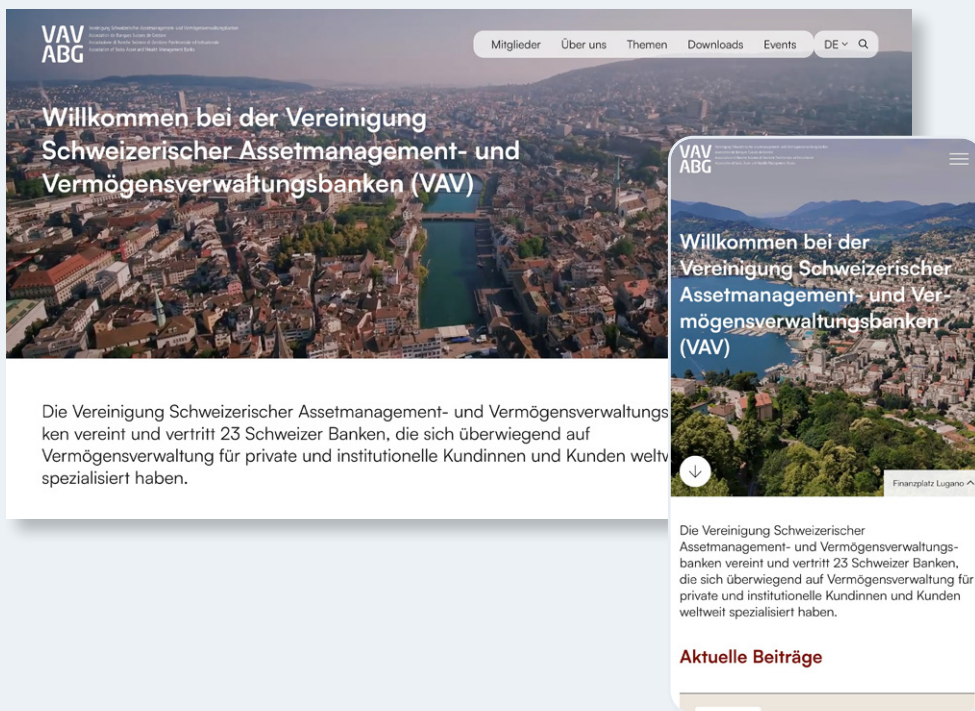 VAV
ABG
Mitglieder Über uns Themen Downloads Events DE
Willkommen bei der Vereinigung
Schweizerischer Assetmanagement- und
Vermögensverwaltungsbanken (VAV)
Die Vereinigung Schweizerischer Assetmanagement- und Vermögensverwaltungs
ken vereint und vertritt 23 Schweizer Banken, die sich überwiegend auf
Vermögensverwaltung für private und institutionelle Kundinnen und Kunden weltw
spezialisiert haben.
VAV
ABG
Willkommen bei der
Vereinigung Schweizerischer
Assetmanagement- und Ver-
mögensverwaltungsbanken
(VAV)
Finanzplatz Lugano
Die Vereinigung Schweizerischer
Assetmanagement- und Vermögensverwaltungs-
banken vereint und vertritt 23 Schweizer Banken,
die sich überwiegend auf Vermögensverwaltung für
private und institutionelle Kundinnen und Kunden
weltweit spezialisiert haben.
Aktuelle Beiträge